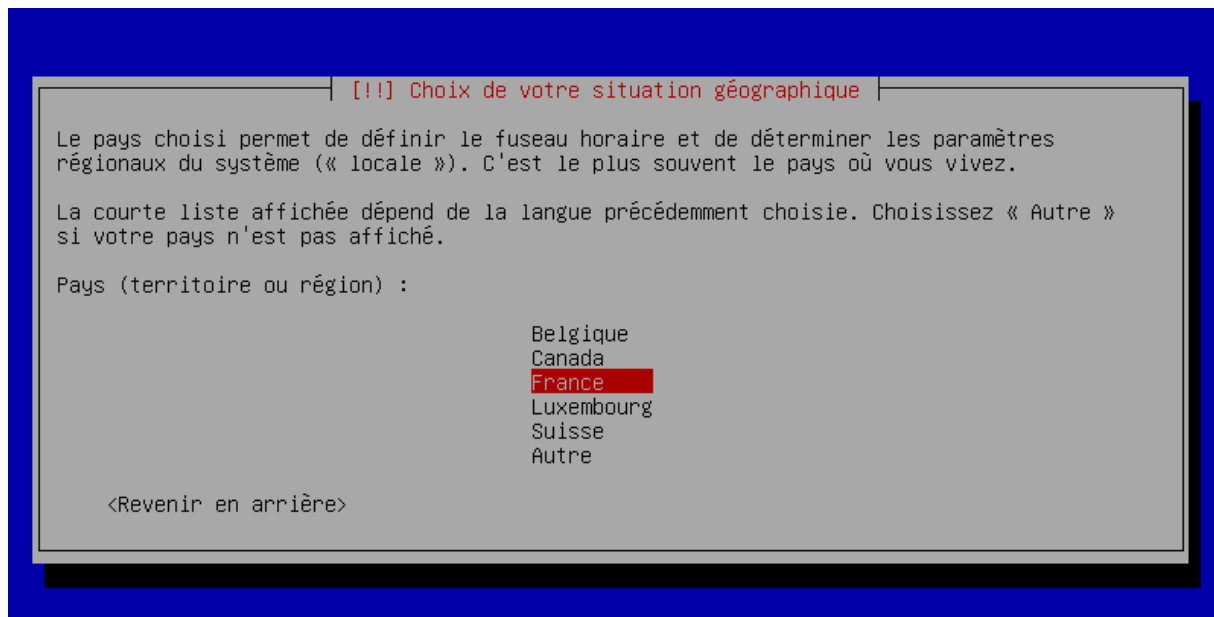 [!!] Choix de votre situation géographique
Le pays choisi permet de définir le fuseau horaire et de déterminer les paramètres
régionaux du système (« locale »). C'est le plus souvent le pays où vous vivez.
La courte liste affichée dépend de la langue précédemment choisie. Choisissez « Autre »
si votre pays n'est pas affiché.
Pays (territoire ou région) :
Belgique
Canada
France
Luxembourg
Suisse
Autre
<Revenir en arrière>